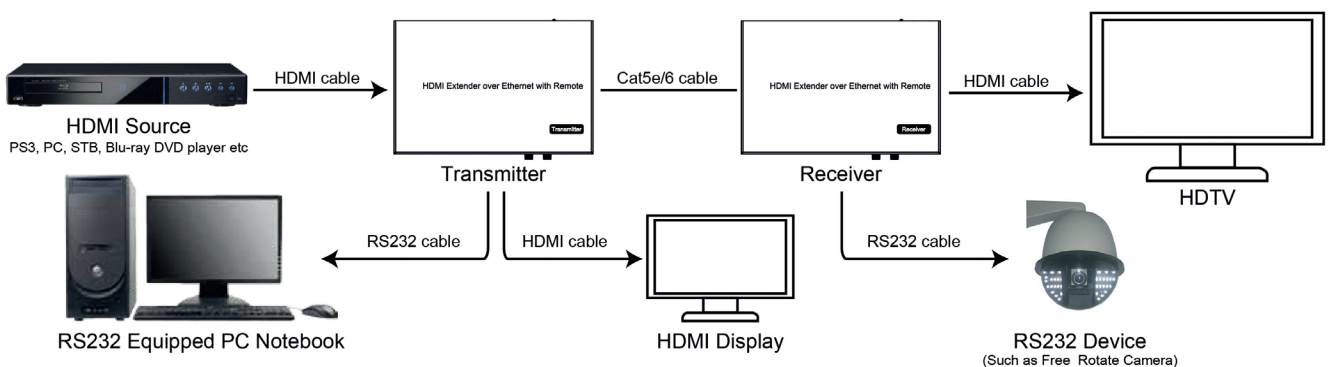 HDMI cable
HDMI Extender over Ethernet with Remote
Transmitter
Cat5e/6 cable
HDMI Extender over Ethernet with Remote
Receiver
HDMI cable
HDMI Source
PS3, PC, STB, Blu-ray DVD player etc
Transmitter
Receiver
HDTV
RS232 cable
HDMI cable
RS232 cable
RS232 Equipped PC Notebook
HDMI Display
RS232 Device
(Such as Free Rotate Camera)